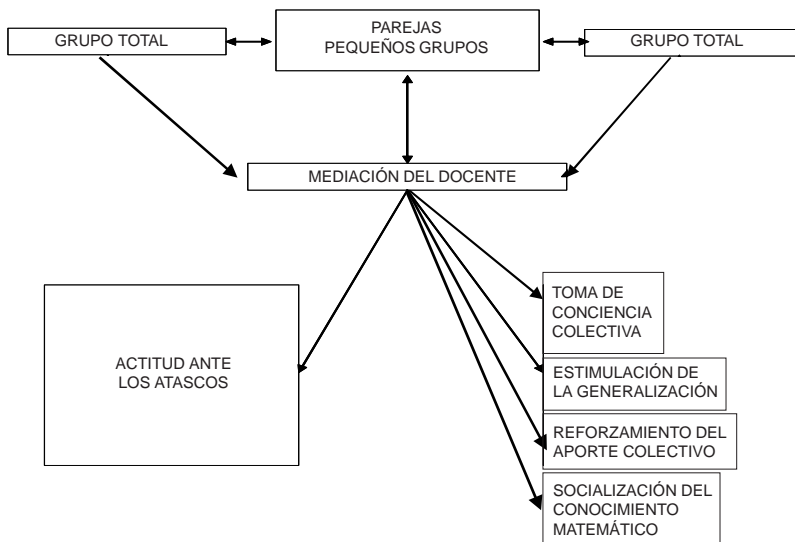 GRUPO TOTAL
PAREJAS
PEQUEÑOS GRUPOS
GRUPO TOTAL
MEDIACIÓN DEL DOCENTE
ACTITUD ANTE
LOS ATASCOS
TOMA DE
CONCIENCIA
COLECTIVA
ESTIMULACIÓN DE
LA GENERALIZACIÓN
REFORZAMIENTO DEL
APORTE COLECTIVO
SOCIALIZACIÓN DEL
CONOCIMIENTO
MATEMÁTICO